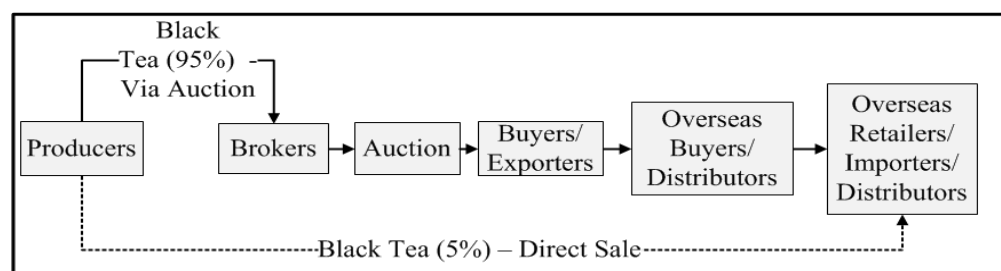 Black
Tea (95%) -
Via Auction
Producers
Brokers
Auction
Buyers/
Exporters
Overseas
Buyers/
Distributors
Overseas
Retailers/
Importers/
Distributors
Black Tea (5%) – Direct Sale